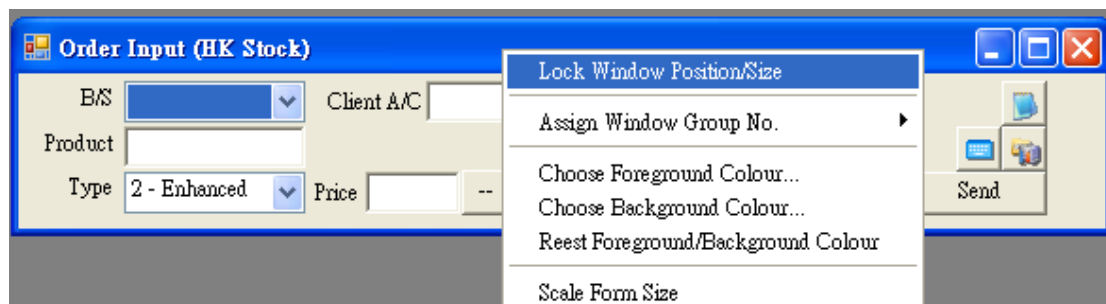 Order Input (HK Stock)
B/S
Client A/C
Product
Type
2 - Enhanced
Price
--
Send
Lock Window Position/Size
Assign Window Group No.
Choose Foreground Colour...
Choose Background Colour...
Reest Foreground/Background Colour
Scale Form Size